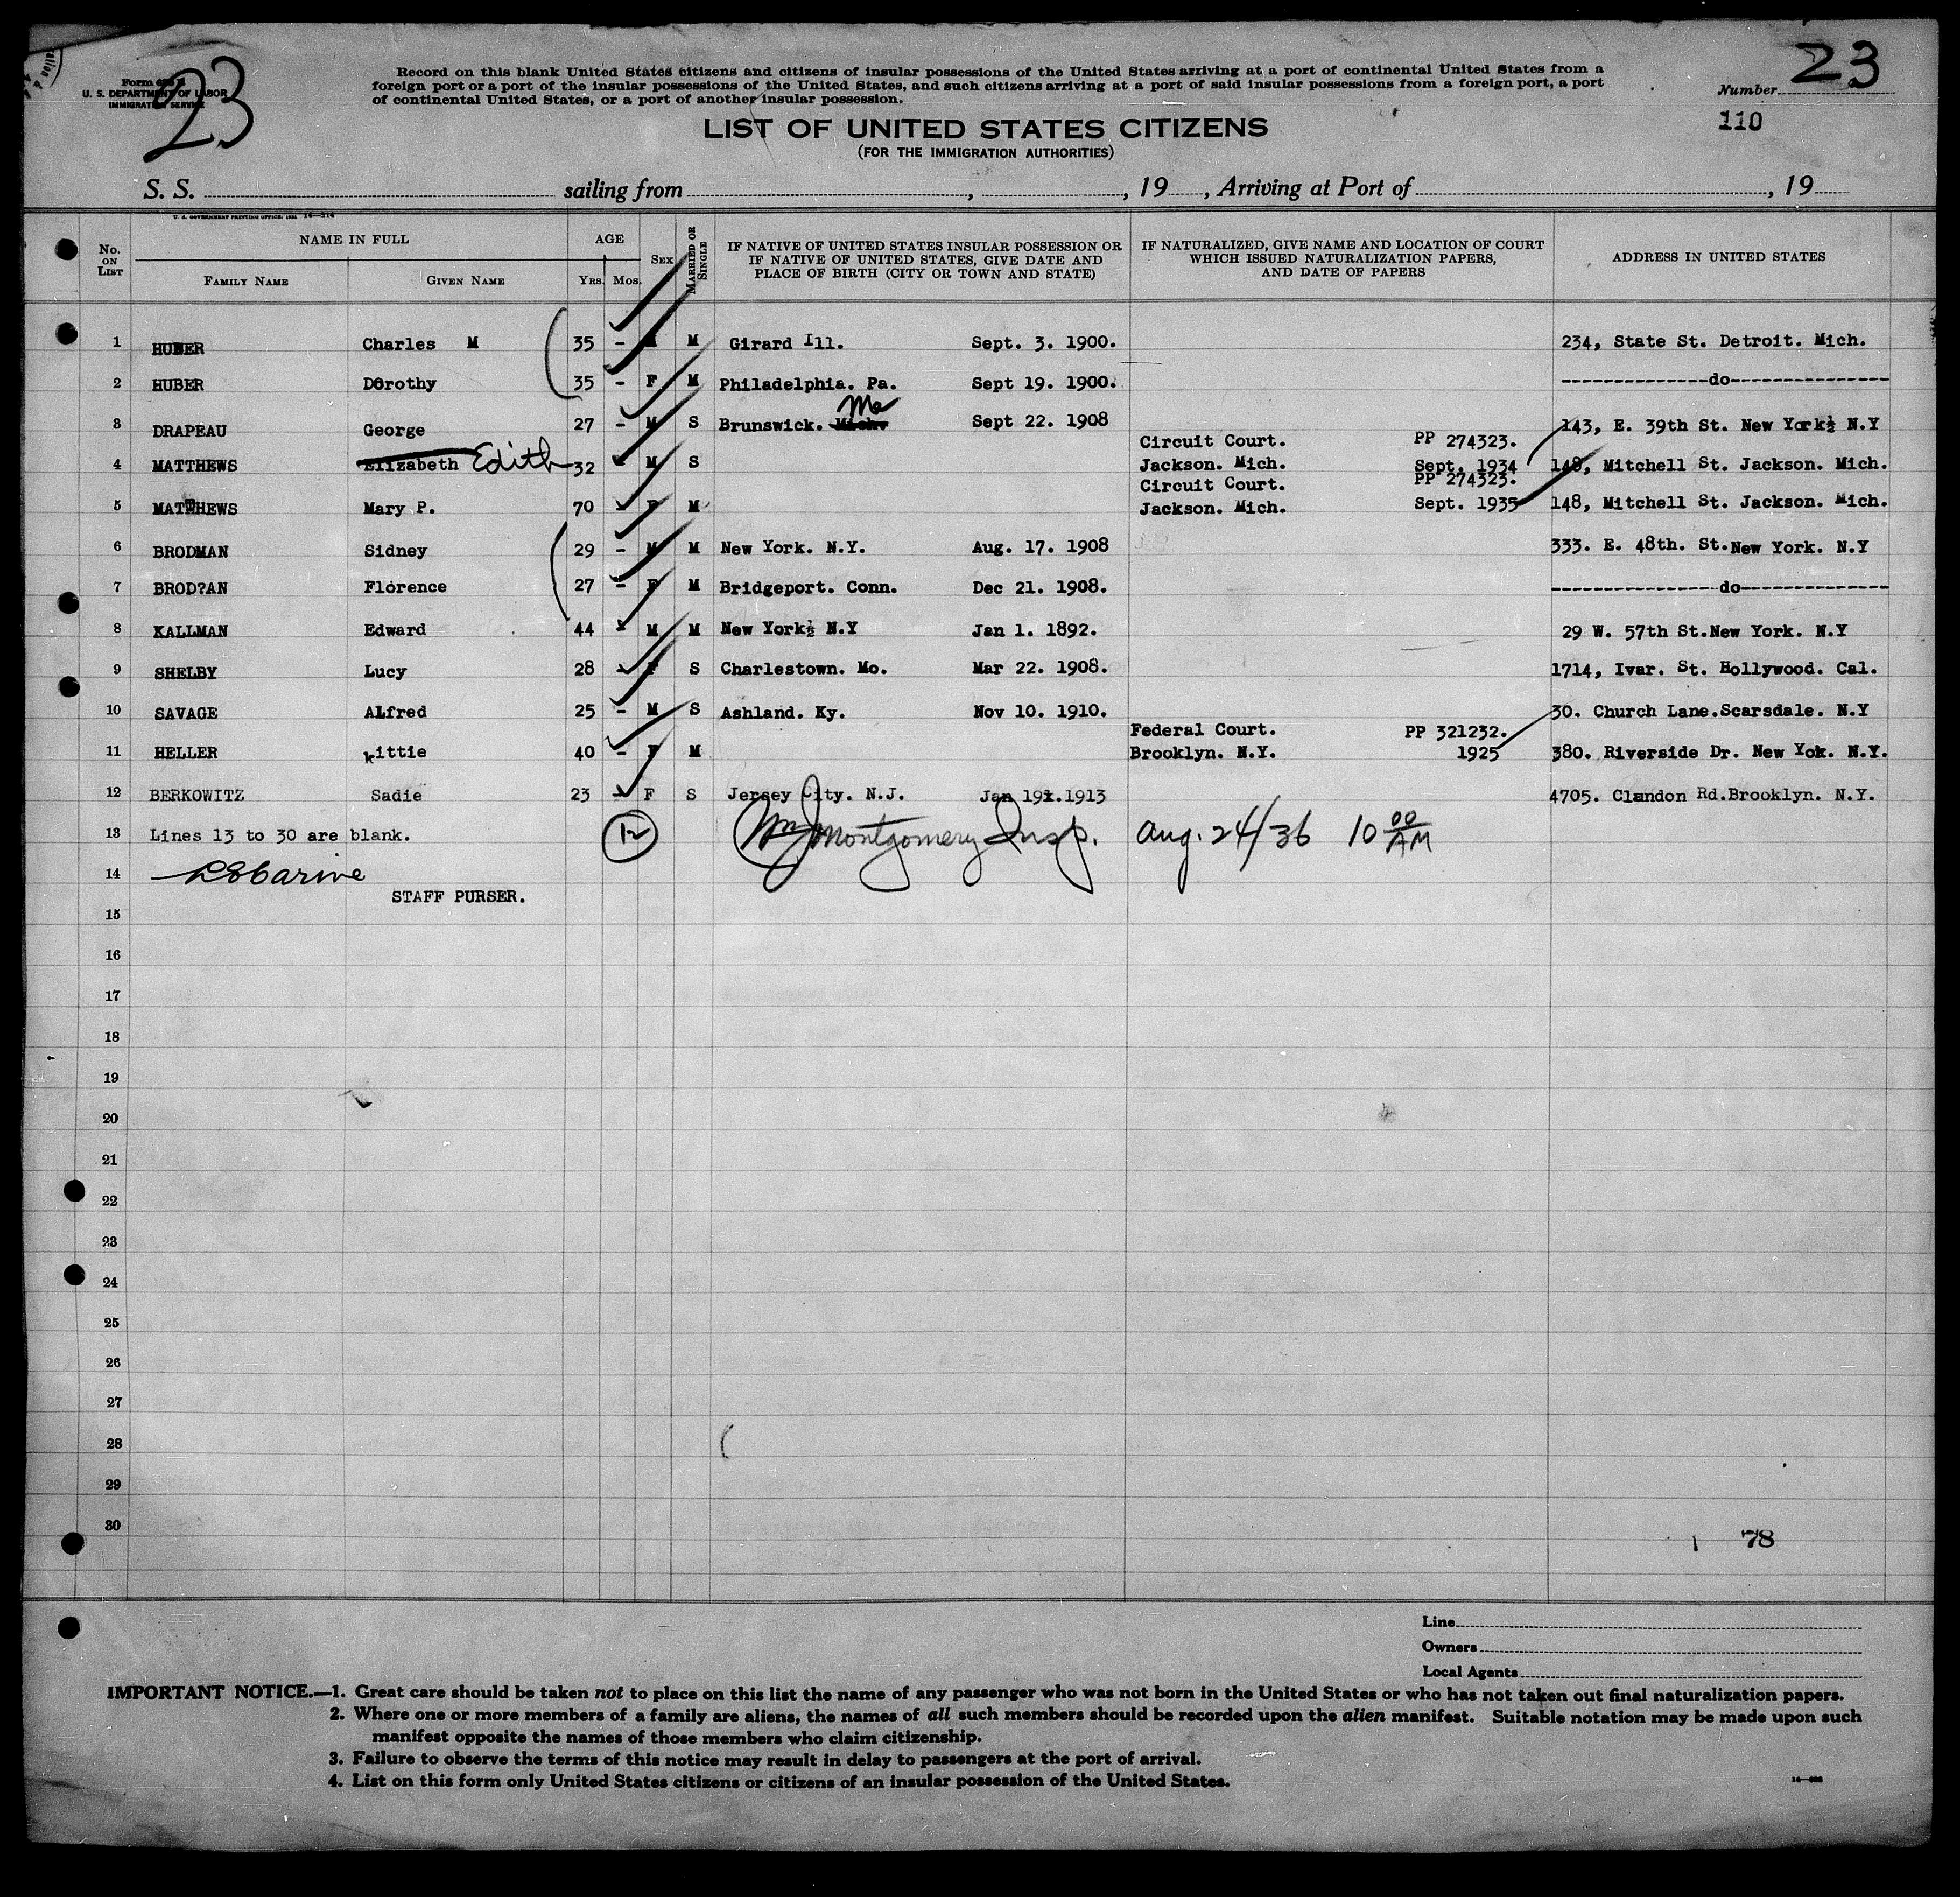 23
Form
U. S. DEPARTMENT OF LABOR
IMMIGRATION SERVICE
Record on this blank United States citizens and citizens of insular possessions of the United States arriving at a port of continental United States from a
foreign port or a port of the insular possessions of the United States, and such citizens arriving at a port of said insular possessions from a foreign port, a port
of continental United States, or a port of another insular possession.
Number 23
110
LIST OF UNITED STATES CITIZENS
(FOR THE IMMIGRATION AUTHORITIES)
S. S. sailing from , , 19 , Arriving at Port of , 19
U. S. GOVERNMENT PRINTING OFFICE: 1931 14—214
No. ON LIST NAME IN FULL FAMILY NAME GIVEN NAME AGE YRS. MOS. SEX MARRIED OR SINGLE IF NATIVE OF UNITED STATES INSULAR POSSESSION OR IF NATIVE OF UNITED STATES, GIVE DATE AND PLACE OF BIRTH (CITY OR TOWN AND STATE) IF NATURALIZED, GIVE NAME AND LOCATION OF COURT WHICH ISSUED NATURALIZATION PAPERS, AND DATE OF PAPERS ADDRESS IN UNITED STATES
1 HUBER Charles M 35 - M M Girard Ill. Sept. 3. 1900. 234, State St. Detroit. Mich.
2 HUBER Dorothy 35 - F M Philadelphia. Pa. Sept 19. 1900. --------------do---------------
3 DRAPEAU George 27 - M S Brunswick. Mich. Me Sept 22. 1908 143, E. 39th St. New York½ N.Y
Circuit Court. PP 274323.
4 MATTHEWS Elizabeth Edith 32 M S Jackson. Mich. Sept. 1934 148, Mitchell St. Jackson. Mich.
Circuit Court. PP 274323.
5 MATTHEWS Mary P. 70 - F M Jackson. Mich. Sept. 1935 148, Mitchell St. Jackson. Mich.
6 BRODMAN Sidney 29 - M M New York. N.Y. Aug. 17. 1908 333. E. 48th. St. New York. N.Y
7 BROD?AN Florence 27 - F M Bridgeport. Conn. Dec 21. 1908. ----------------do--------------
8 KALLMAN Edward 44 - M M New York½ N.Y Jan 1. 1892. 29 W. 57th St.New York. N.Y
9 SHELBY Lucy 28 - F S Charlestown. Mo. Mar 22. 1908. 1714, Ivar. St. Hollywood. Cal.
10 SAVAGE Alfred 25 - M S Ashland. Ky. Nov 10. 1910. 30. Church Lane.Scarsdale. N.Y
Federal Court. PP 321232.
11 HELLER Kittie 40 - F M Brooklyn. N.Y. 1925 380. Riverside Dr. New Yok. N.Y.
12 BERKOWITZ Sadie 23 - F S Jersey City. N.J. Jan 19x.1913 4705. Clendon Rd.Brooklyn. N.Y.
13 Lines 13 to 30 are blank. 12 Wm J Montgomery Insp. Aug. 24/36 10 00 AM
14
STAFF PURSER.
15
16
17
18
19
20
21
22
23
24
25
26
27
28
29
30
78
Line
Owners
Local Agents
IMPORTANT NOTICE.—1. Great care should be taken not to place on this list the name of any passenger who was not born in the United States or who has not taken out final naturalization papers.
2. Where one or more members of a family are aliens, the names of all such members should be recorded upon the alien manifest. Suitable notation may be made upon such
manifest opposite the names of those members who claim citizenship.
3. Failure to observe the terms of this notice may result in delay to passengers at the port of arrival.
4. List on this form only United States citizens or citizens of an insular possession of the United States.